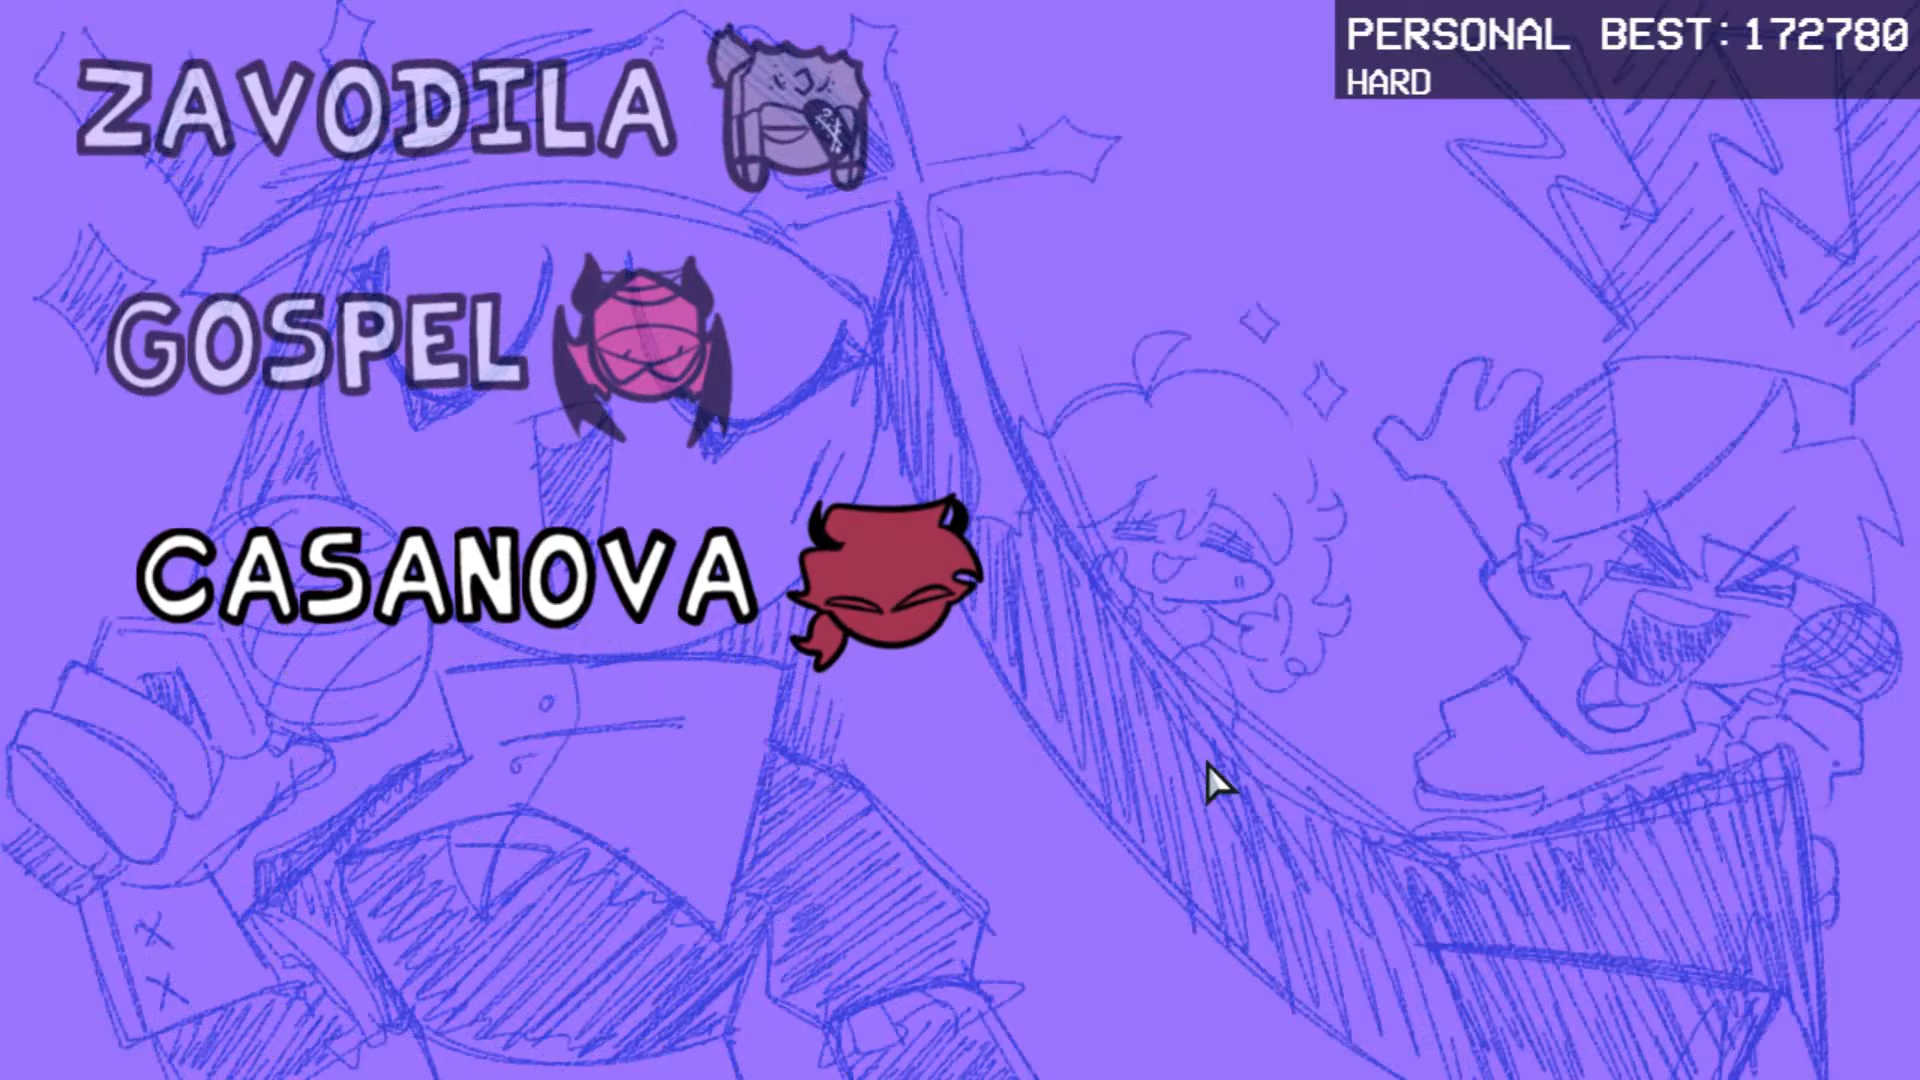 ZAVODILA
GOSPEL
CASANOVA
PERSONAL BEST:172780
HARD